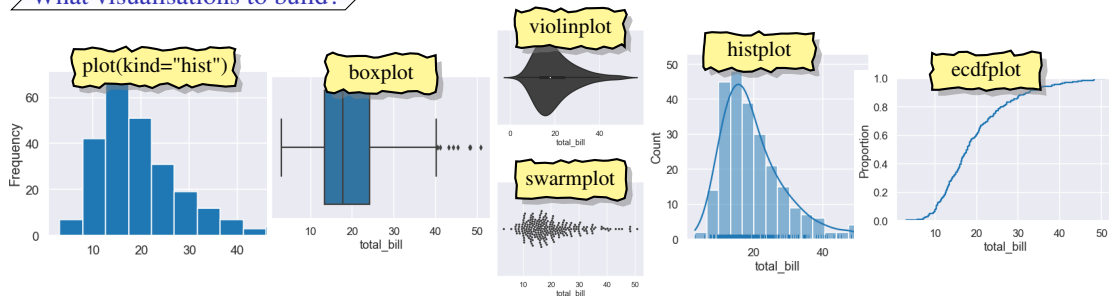 What visualisations to build?
plot(kind="hist")
60
40
20
0
Frequency
10 20 30 40
boxplot
10 20 30 40 50
total_bill
violinplot
0 20 40
total_bill
swarmplot
10 20 30 40 50
total_bill
histplot
50
40
30
20
10
0
Count
20 40
total_bill
ecdfplot
1.0
0.8
0.6
0.4
0.2
0.0
Proportion
10 20 30 40 50
total_bill